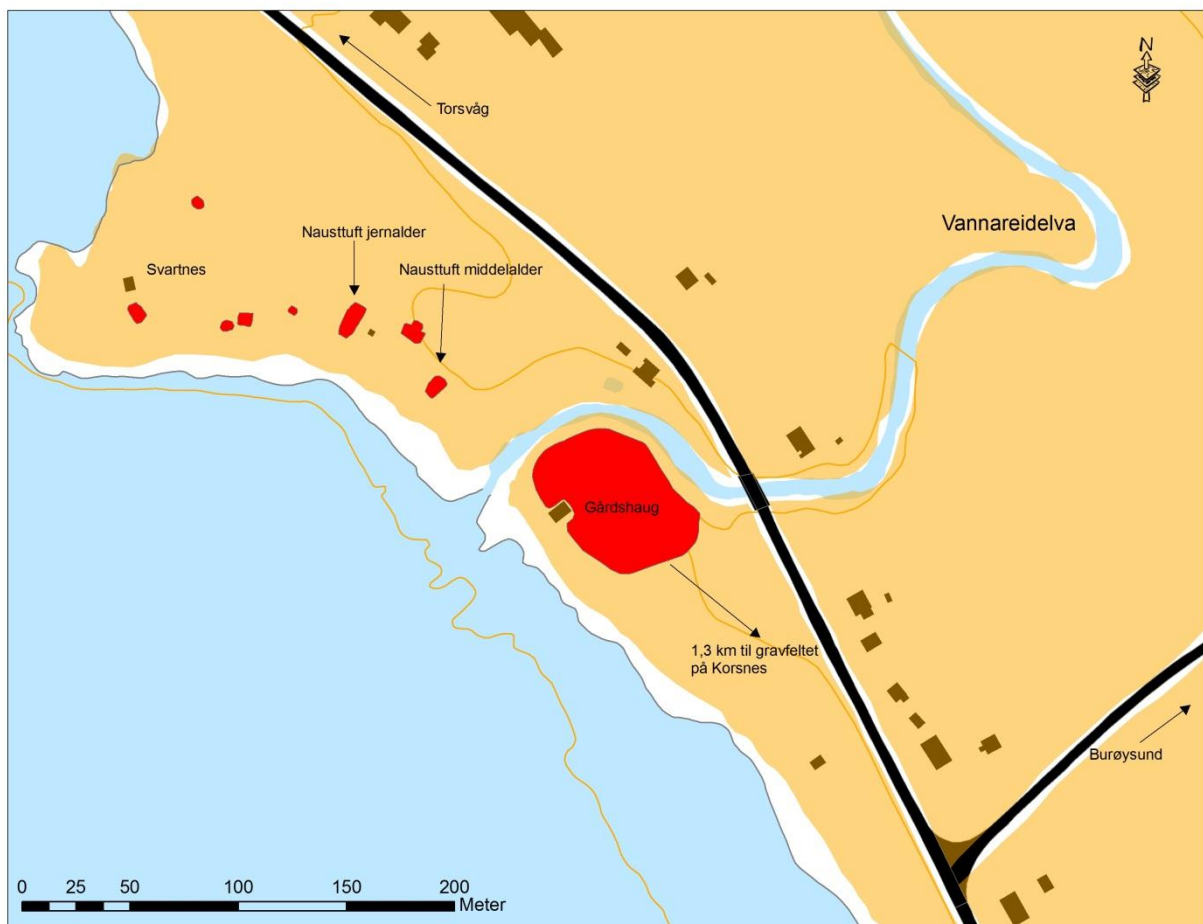 N
Torsvåg
Vannareidelva
Nausttuft jernalder
Svartnes
Nausttuft middelalder
Gårdshaug
1,3 km til gravfeltet
på Korsnes
Burøysund
0 25 50 100 150 200
Meter